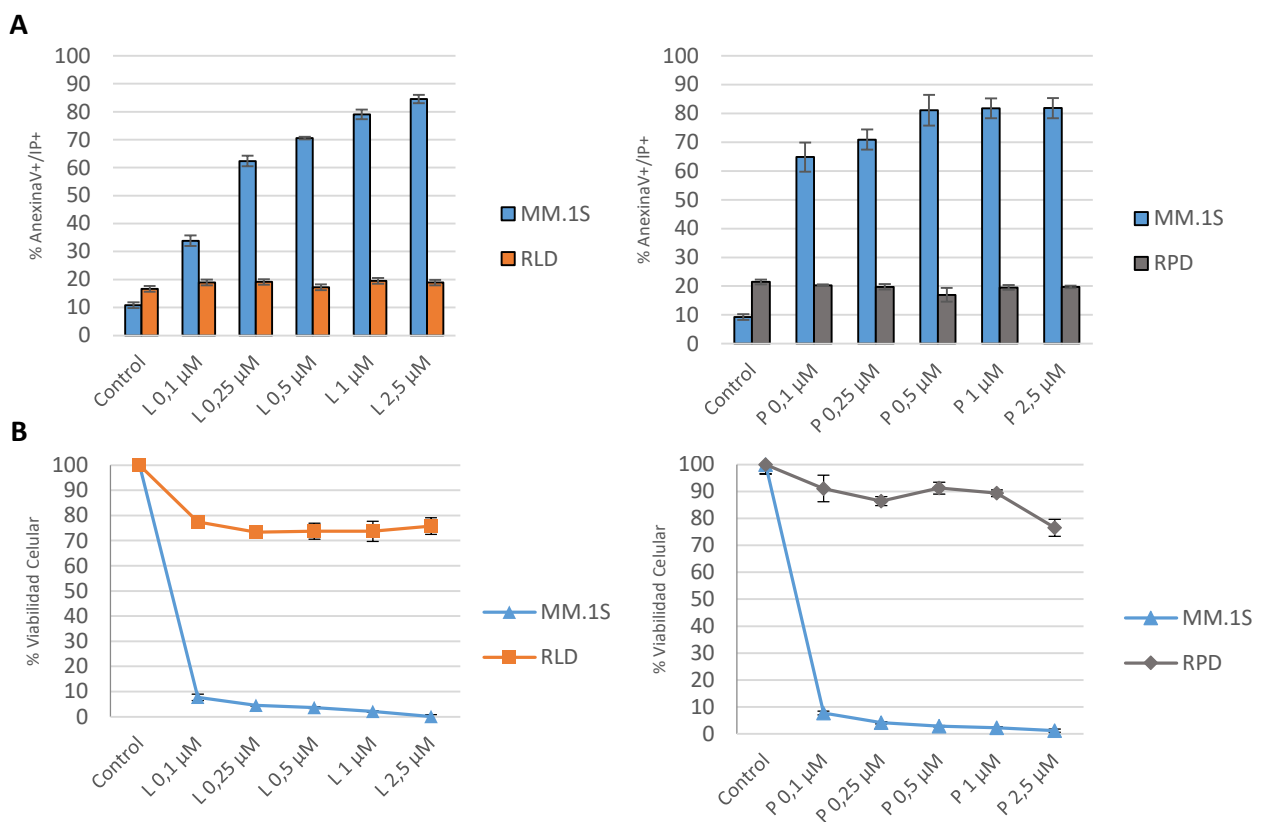 A
100
90
80
70
60
50
40
30
20
10
0
% AnexinaV+/IP+
Control
L 0,1 µM
L 0,25 µM
L 0,5 µM
L 1 µM
L 2,5 µM
MM.1S
RLD
100
90
80
70
60
50
40
30
20
10
0
% AnexinaV+/IP+
Control
P 0,1 µM
P 0,25 µM
P 0,5 µM
P 1 µM
P 2,5 µM
MM.1S
RPD
B
100
90
80
70
60
50
40
30
20
10
0
% Viabilidad Celular
Control
L 0,1 µM
L 0,25 µM
L 0,5 µM
L 1 µM
L 2,5 µM
MM.1S
RLD
100
90
80
70
60
50
40
30
20
10
0
% Viabilidad Celular
Control
P 0,1 µM
P 0,25 µM
P 0,5 µM
P 1 µM
P 2,5 µM
MM.1S
RPD